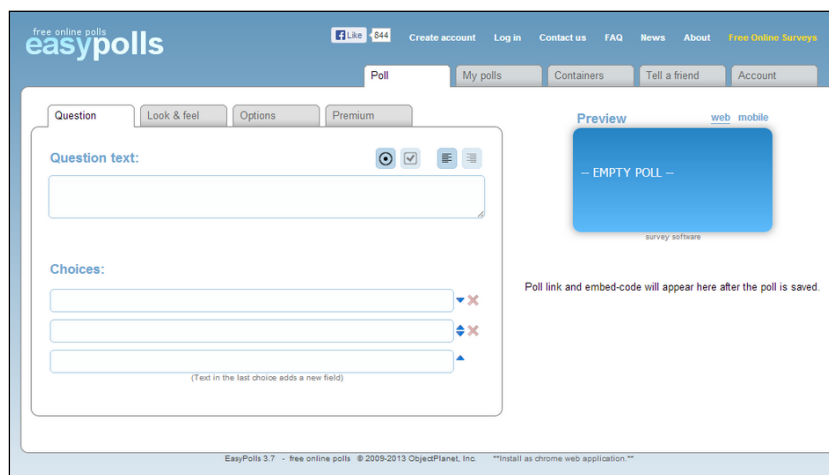 free online polls
easypolls
Like 844 Create account Log in Contact us FAQ News About Free Online Surveys
Poll My polls Containers Tell a friend Account
Question Look & feel Options Premium
Preview web mobile
Question text:
-- EMPTY POLL --
survey software
Choices:
Poll link and embed-code will appear here after the poll is saved.
(Text in the last choice adds a new field)
EasyPolls 3.7 - free online polls © 2009-2013 ObjectPlanet, Inc. **Install as chrome web application.**